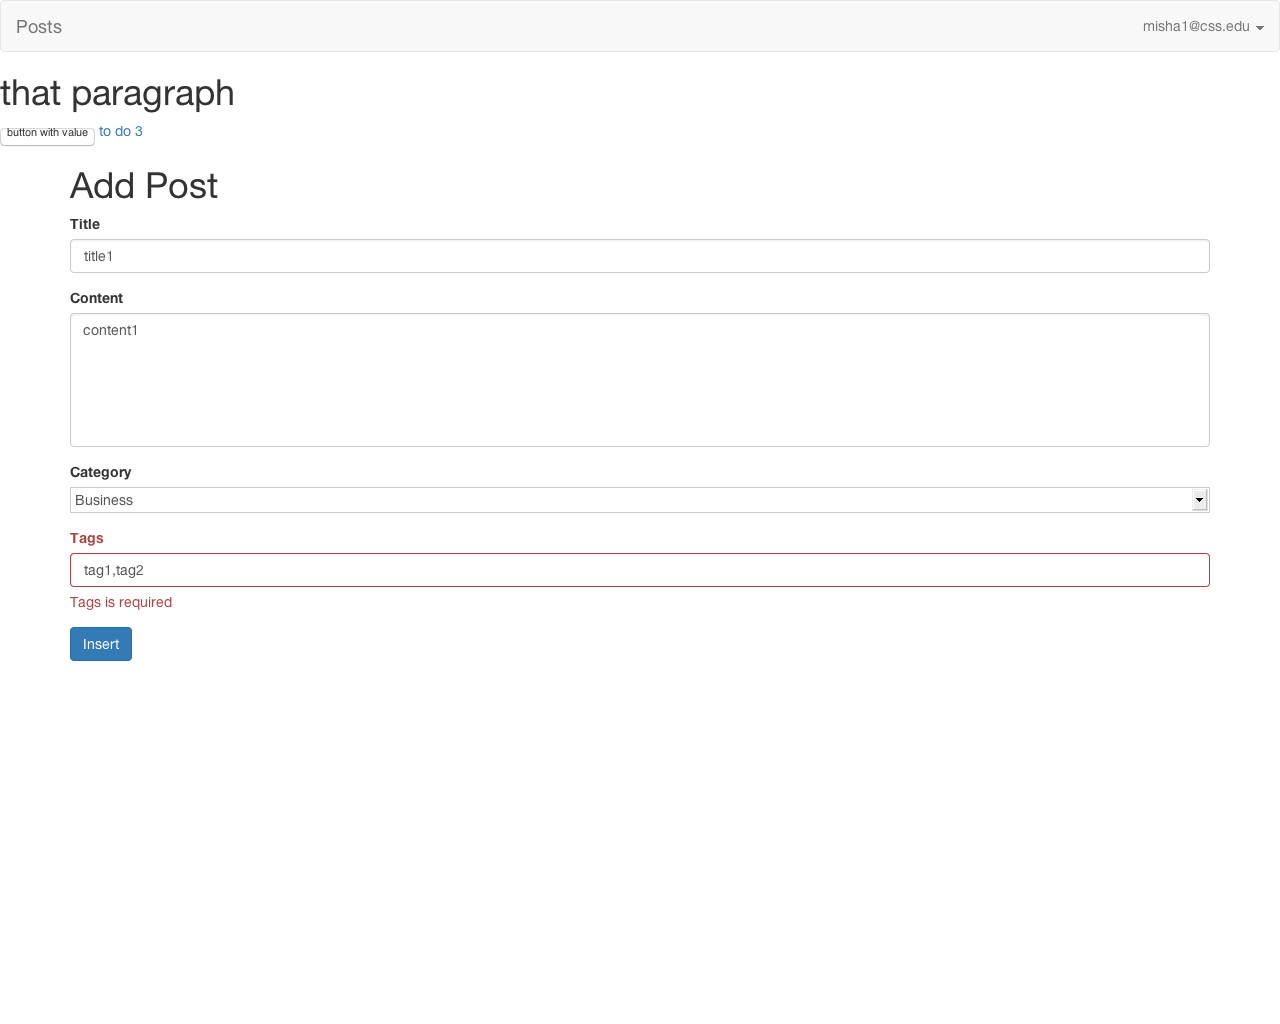 Posts misha1@css.edu
that paragraph
button with value to do 3
Add Post
Title
title1
Content
content1
Category
Business
Tags
tag1,tag2
Tags is required
Insert